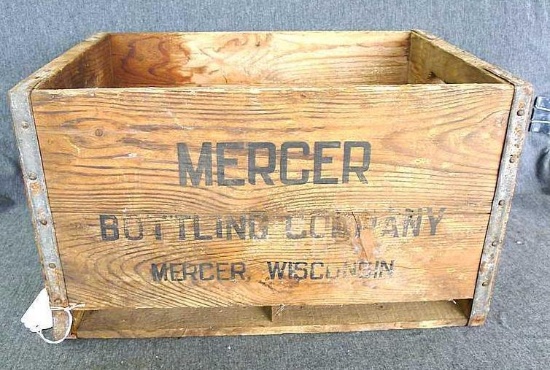 MERCER
BOTTLING COMPANY
MERCER, WISCONSIN